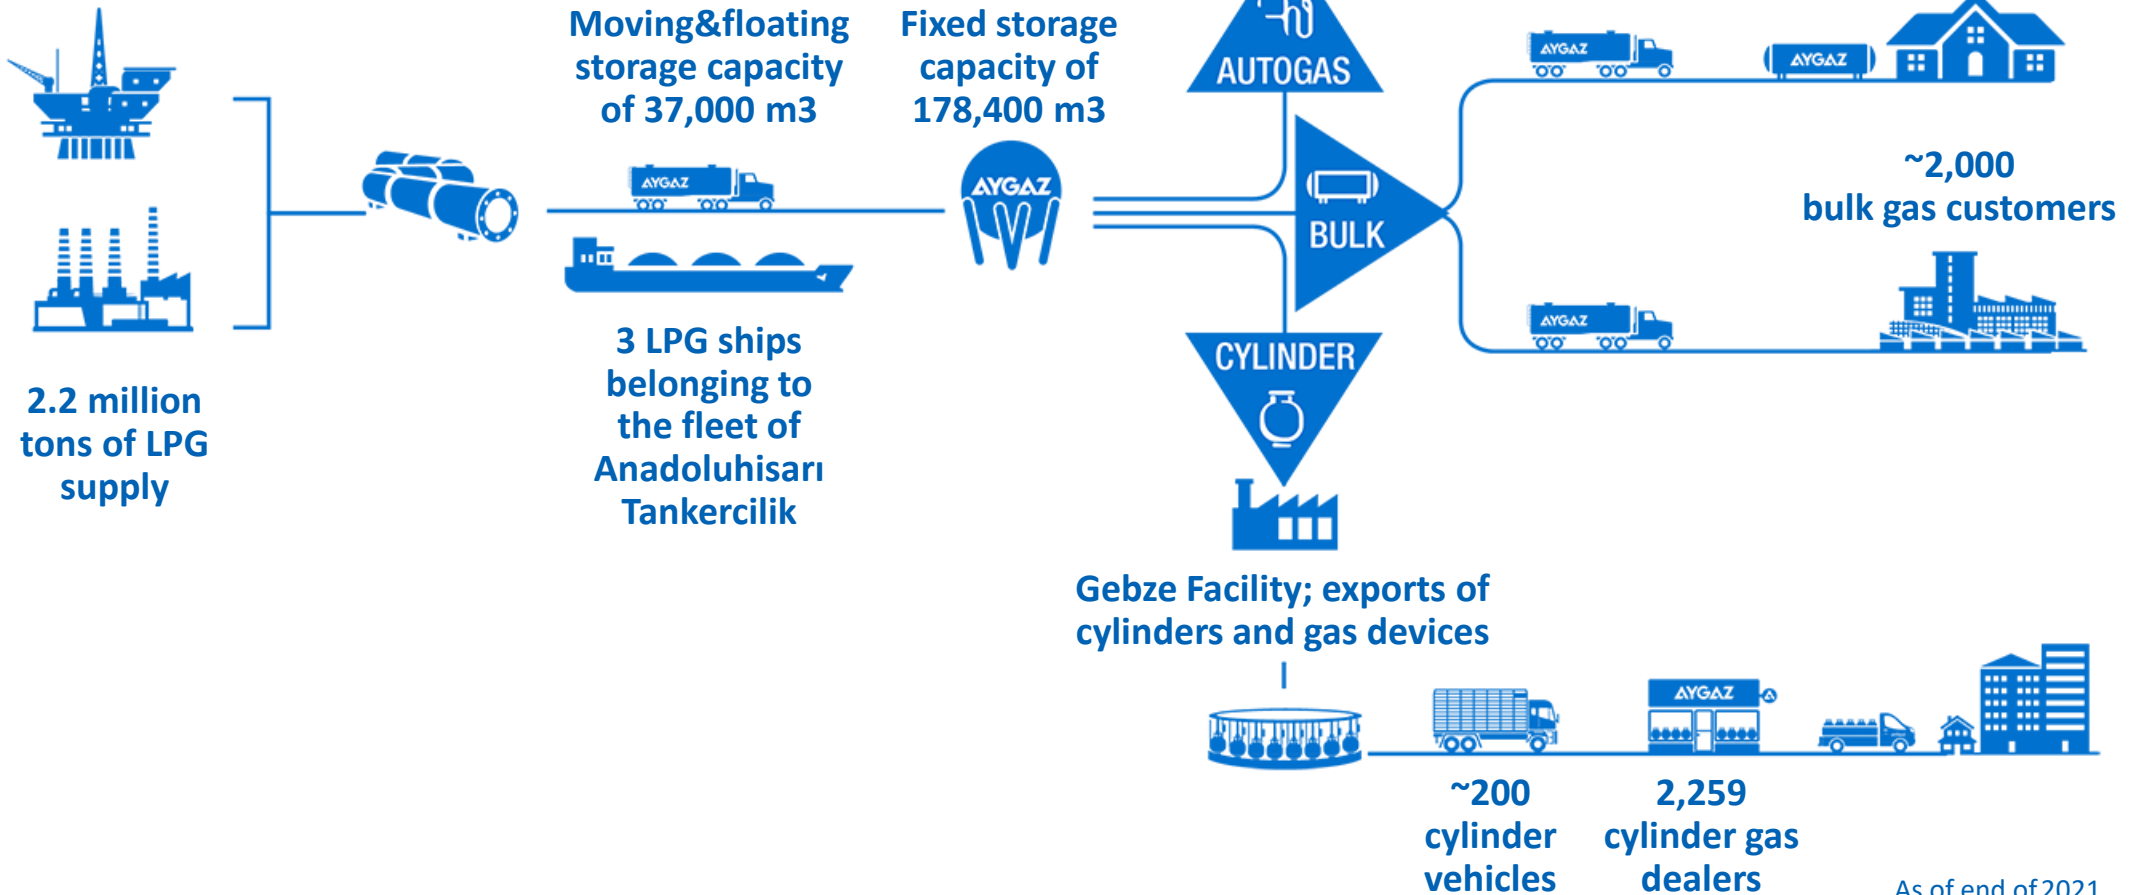 Moving&floating
storage capacity
of 37,000 m3
Fixed storage
capacity of
178,400 m3
AUTOGAS
AYGAZ
AYGAZ
~2,000
bulk gas customers
AYGAZ
AYGAZ
BULK
AYGAZ
2.2 million
tons of LPG
supply
3 LPG ships
belonging to
the fleet of
Anadoluhisarı
Tankercilik
CYLINDER
Gebze Facility; exports of
cylinders and gas devices
AYGAZ
~200
cylinder
vehicles
2,259
cylinder gas
dealers
As of end of 2021